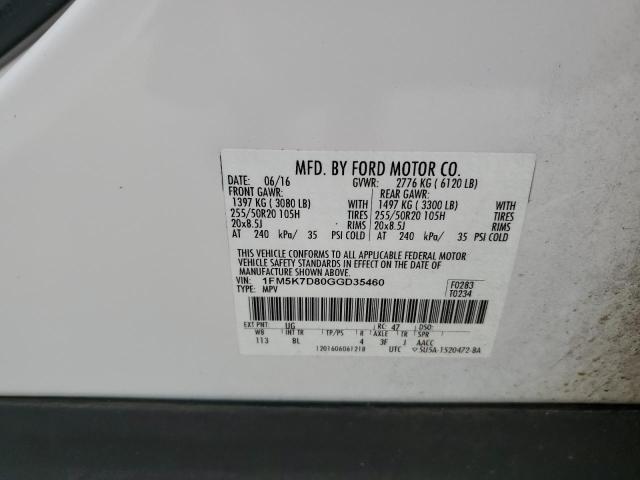 MFD. BY FORD MOTOR CO.
DATE: 06/16 GVWR: 2776 KG ( 6120 LB)
FRONT GAWR: REAR GAWR:
1397 KG ( 3080 LB) WITH 1497 KG ( 3300 LB) WITH
255/50R20 105H TIRES 255/50R20 105H TIRES
20x8.5J RIMS 20x8.5J RIMS
AT 240 kPa/ 35 PSI COLD AT 240 kPa/ 35 PSI COLD
THIS VEHICLE CONFORMS TO ALL APPLICABLE FEDERAL MOTOR
VEHICLE SAFETY STANDARDS IN EFFECT ON THE DATE OF
MANUFACTURE SHOWN ABOVE.
VIN: 1FM5K7D80GGD35460 F0283
TYPE: MPV T0234
EXT PNT: UG RC: 47 DSO:
WB INT TR TP/PS R AXLE TR SPR
113 8L 4 3F J AACC
1201606061218 UTC 5U5A-1520472-BA